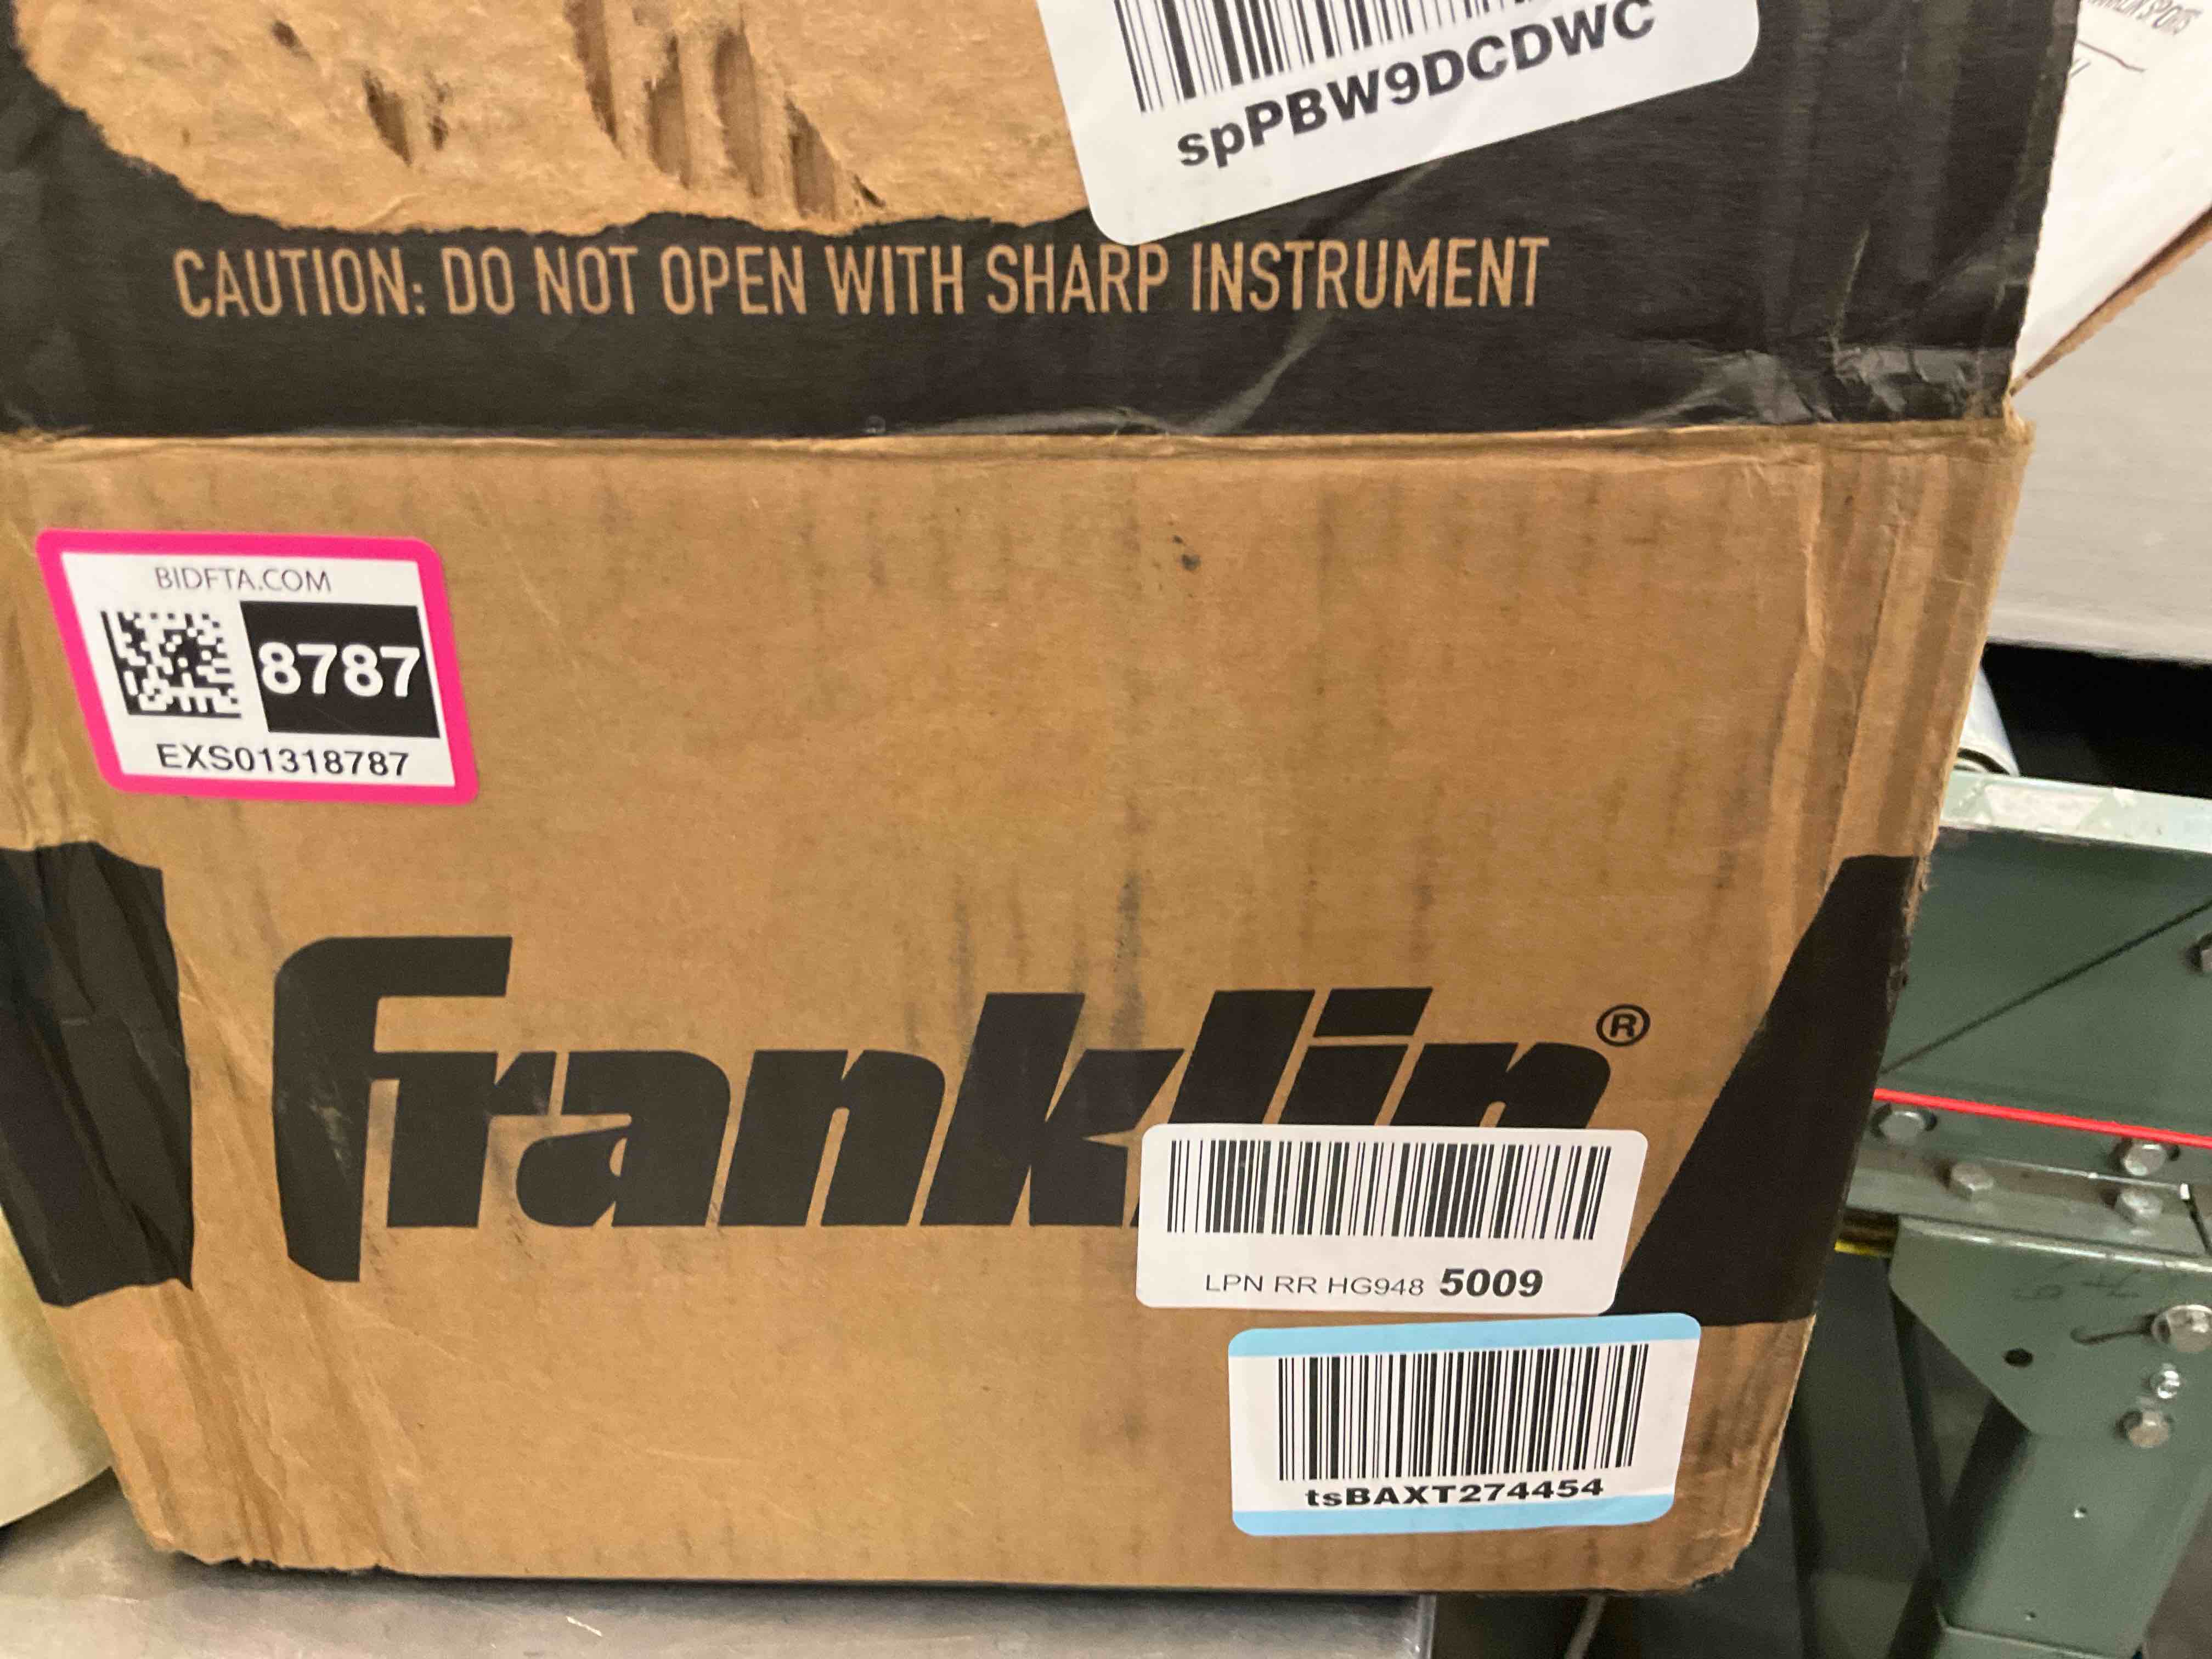 spPBW9DCDWC
CAUTION: DO NOT OPEN WITH SHARP INSTRUMENT
BIDFTA.COM
8787
EXS01318787
Franklin®
LPN RR HG948 5009
tsBAXT274454